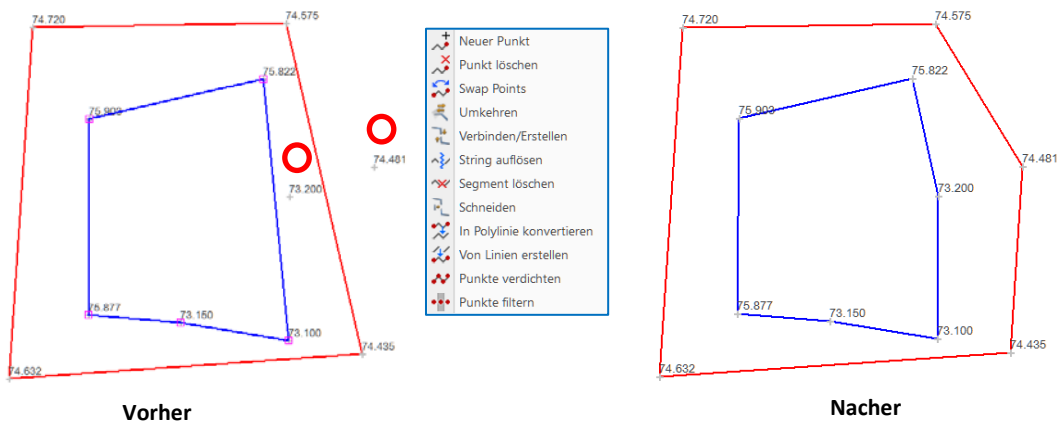 74.720
74.575
75.822
75.903
74.481
73.200
75.877
73.150
73.100
74.435
74.632
Vorher
Neuer Punkt
Punkt löschen
Swap Points
Umkehren
Verbinden/Erstellen
String auflösen
Segment löschen
Schneiden
In Polylinie konvertieren
Von Linien erstellen
Punkte verdichten
Punkte filtern
74.720
74.575
75.822
75.903
74.481
73.200
75.877
73.150
73.100
74.435
74.632
Nacher